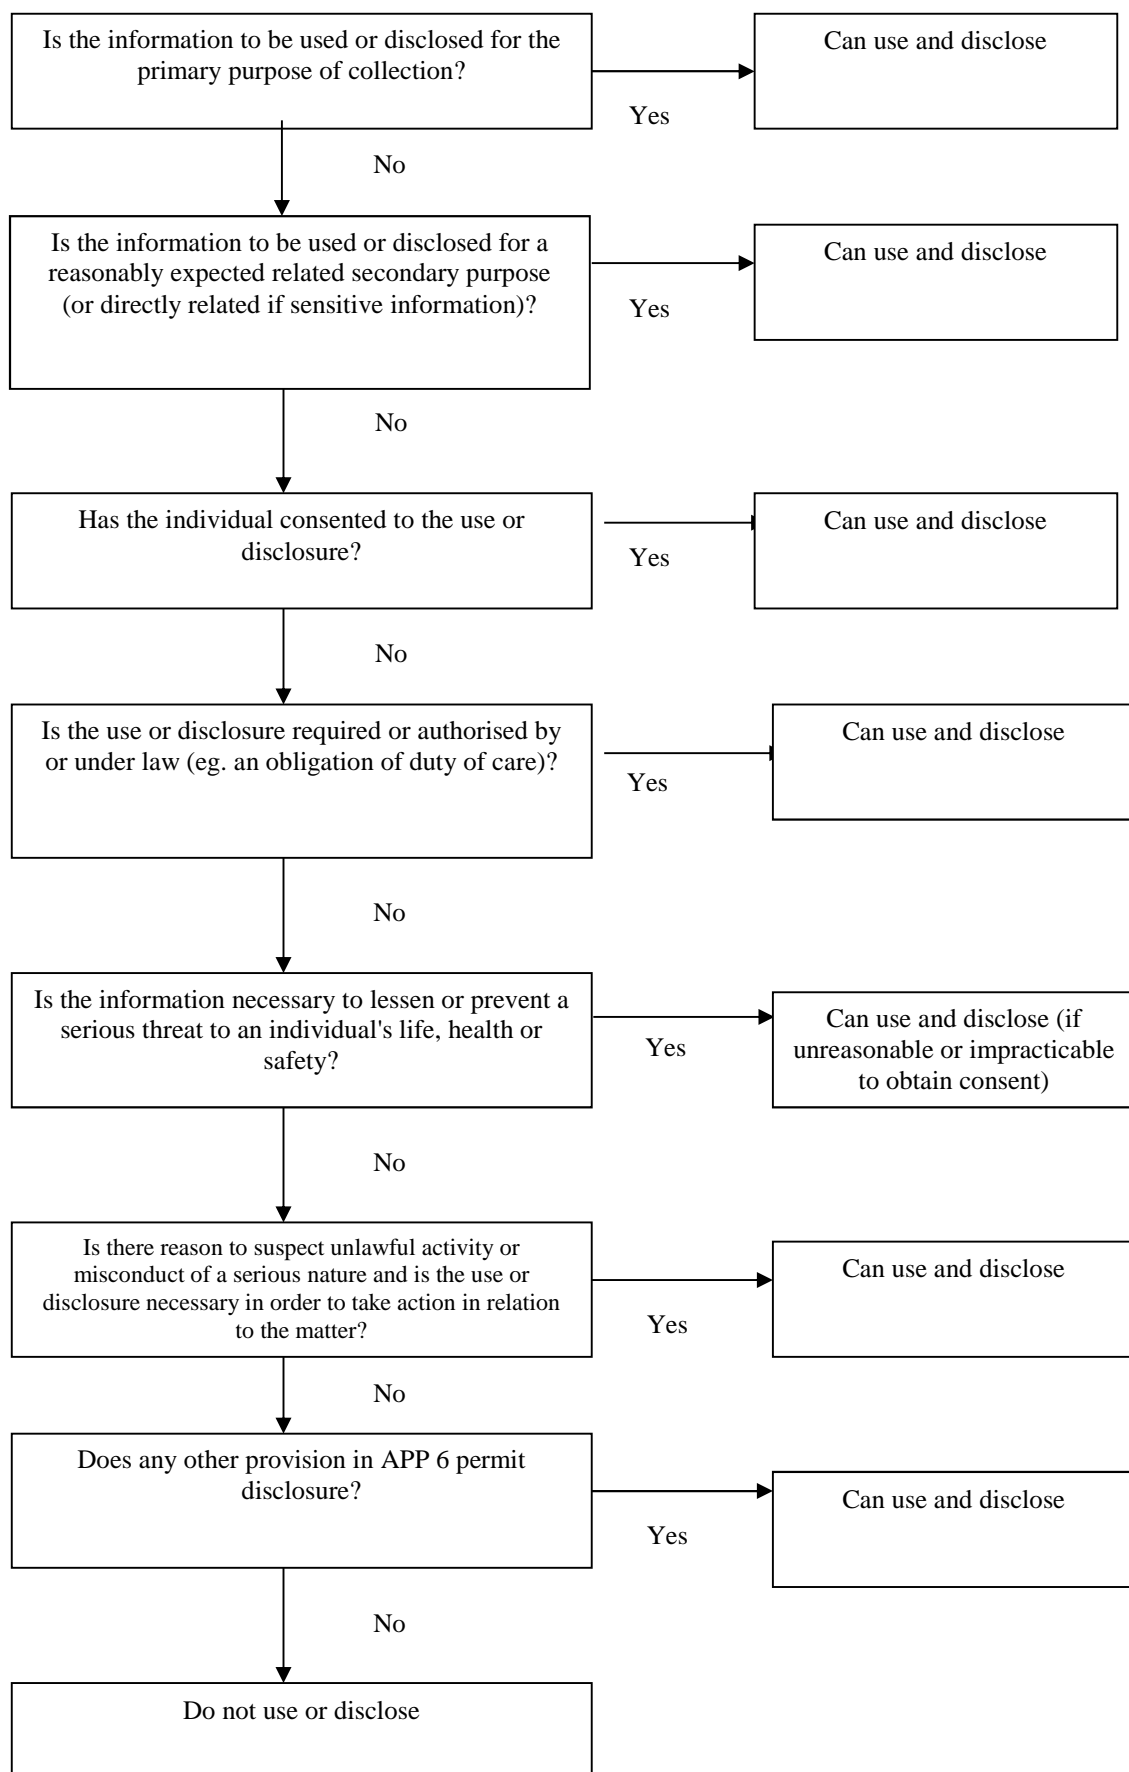 Is the information to be used or disclosed for the
primary purpose of collection?
Can use and disclose
Yes
No
Is the information to be used or disclosed for a
reasonably expected related secondary purpose
(or directly related if sensitive information)?
Can use and disclose
Yes
No
Has the individual consented to the use or
disclosure?
Can use and disclose
Yes
No
Is the use or disclosure required or authorised by
or under law (eg. an obligation of duty of care)?
Can use and disclose
Yes
No
Is the information necessary to lessen or prevent a
serious threat to an individual's life, health or
safety?
Can use and disclose (if
unreasonable or impracticable
to obtain consent)
Yes
No
Is there reason to suspect unlawful activity or
misconduct of a serious nature and is the use or
disclosure necessary in order to take action in relation
to the matter?
Can use and disclose
Yes
No
Does any other provision in APP 6 permit
disclosure?
Can use and disclose
Yes
No
Do not use or disclose